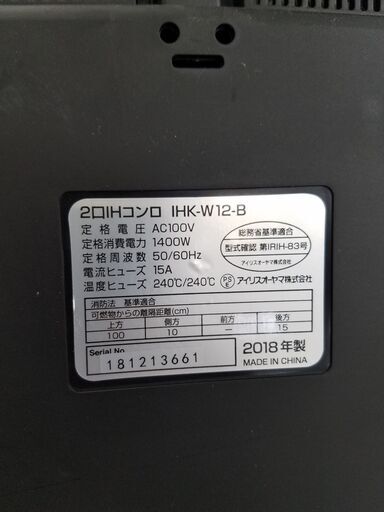 2口IHコンロ IHK-W12-B
定格電圧 AC100V
定格消費電力 1400W
定格周波数 50/60Hz
電流ヒューズ 15A
温度ヒューズ 240℃/240℃
総務省基準適合
型式確認 第IRIH-83号
アイリスオーヤマ株式会社
PSE アイリスオーヤマ株式会社
消防法 基準適合
可燃物からの離隔距離(cm)
上方 側方 前方 後方
100 10 — 15
Serial No.
181213661
2018年製
MADE IN CHINA